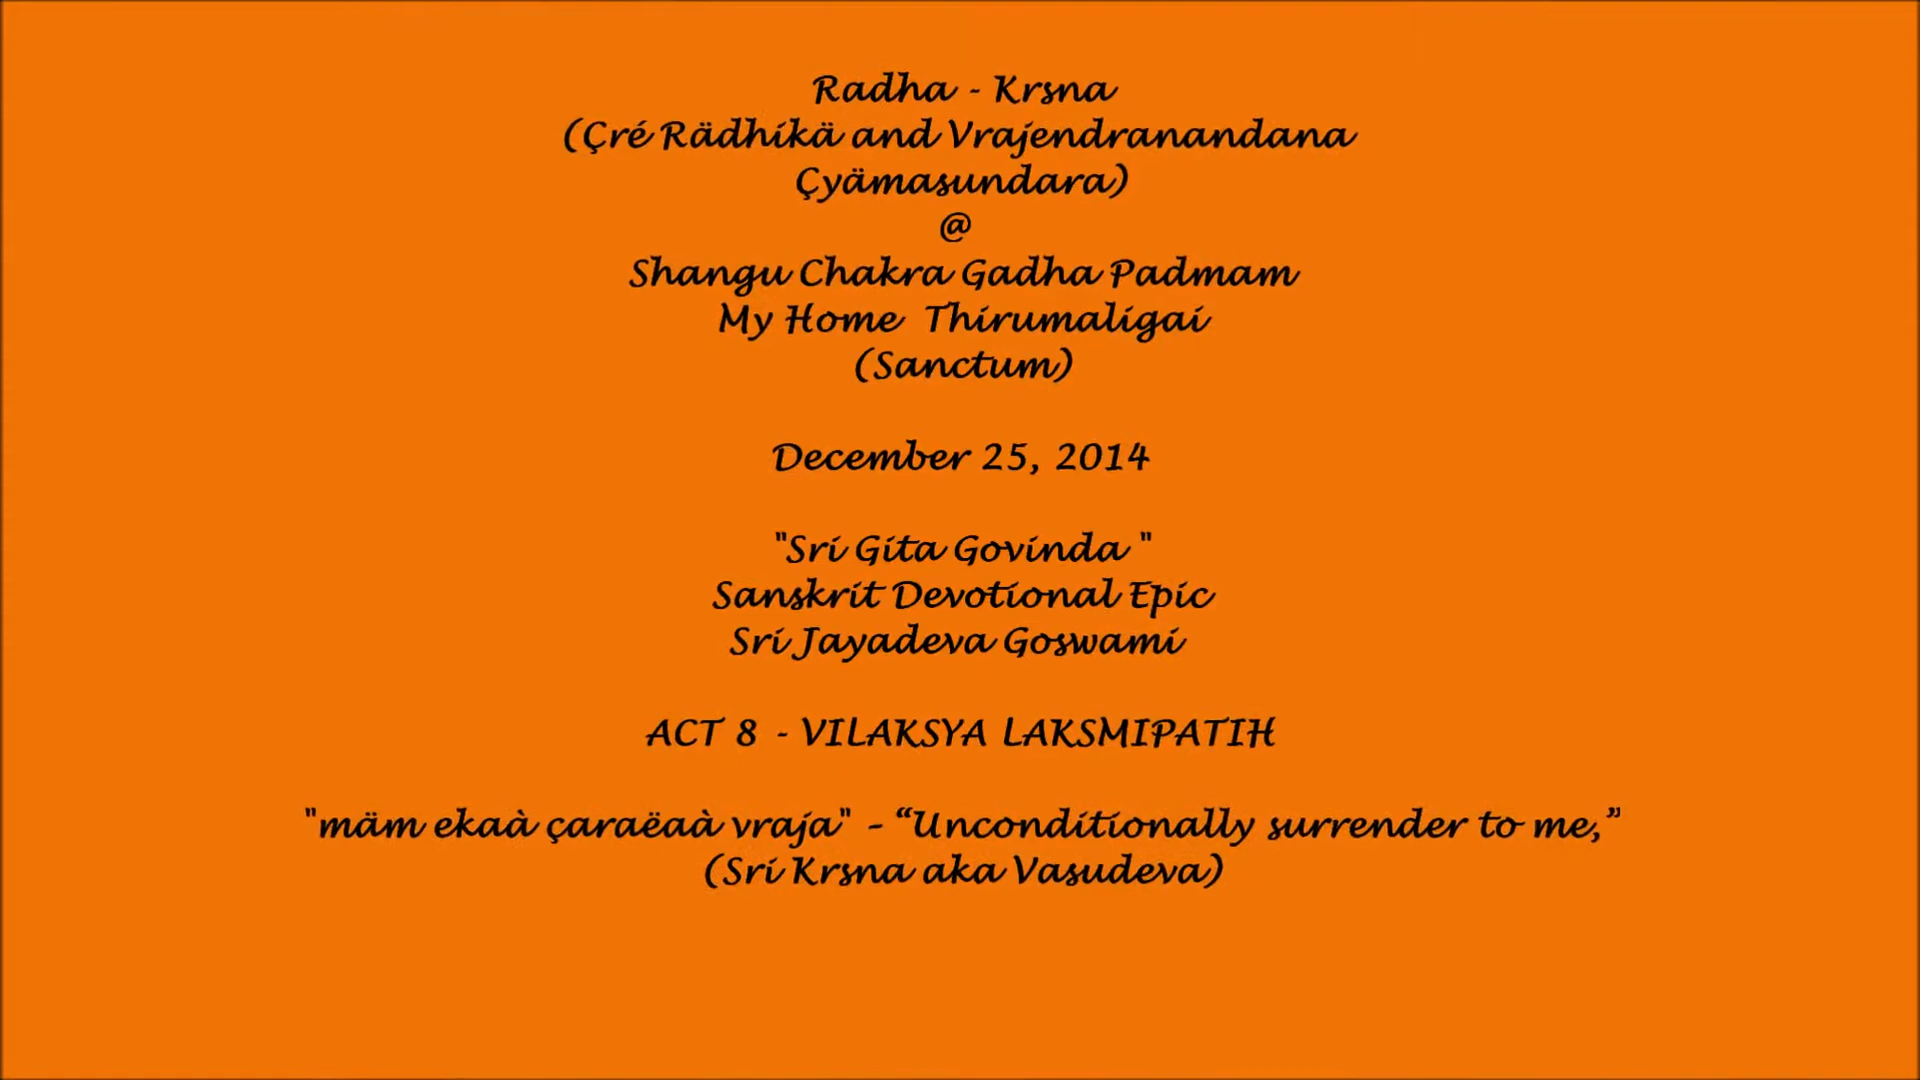 Radha - Krsna
(Çré Rädhikä and Vrajendranandana
Çyämasundara)
@
Shangu Chakra Gadha Padmam
My Home Thirumaligai
(Sanctum)
December 25, 2014
"Sri Gita Govinda "
Sanskrit Devotional Epic
Sri Jayadeva Goswami
ACT 8 - VILAKSYA LAKSMIPATIH
"mäm ekaà çaraëaà vraja" – “Unconditionally surrender to me,”
(Sri Krsna aka Vasudeva)